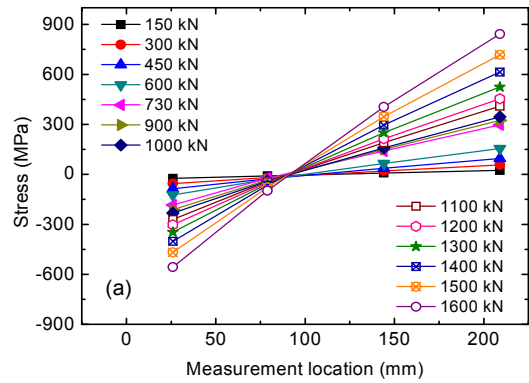 900
600
300
0
-300
-600
-900
Stress (MPa)
150 kN
300 kN
450 kN
600 kN
730 kN
900 kN
1000 kN
1100 kN
1200 kN
1300 kN
1400 kN
1500 kN
1600 kN
(a)
0 50 100 150 200
Measurement location (mm)